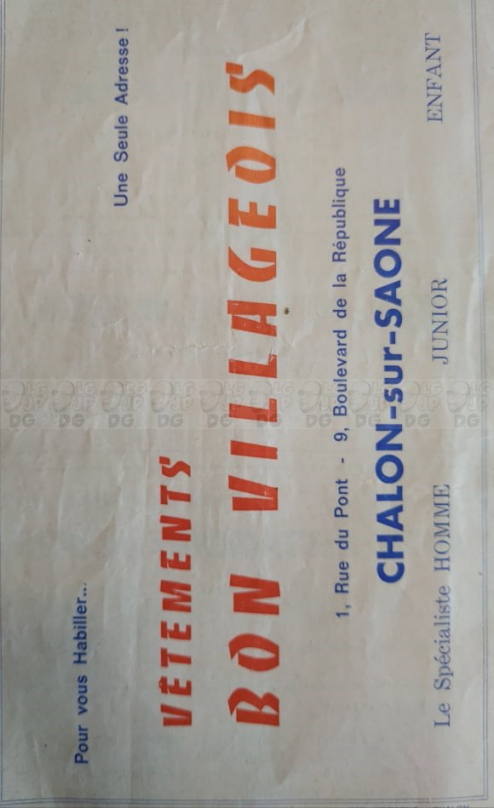 Pour vous Habiller...
Une Seule Adresse !
VÊTEMENTS
BON VILLAGEOIS
1, Rue du Pont - 9, Boulevard de la République
CHALON-sur-SAONE
Le Spécialiste HOMME JUNIOR ENFANT